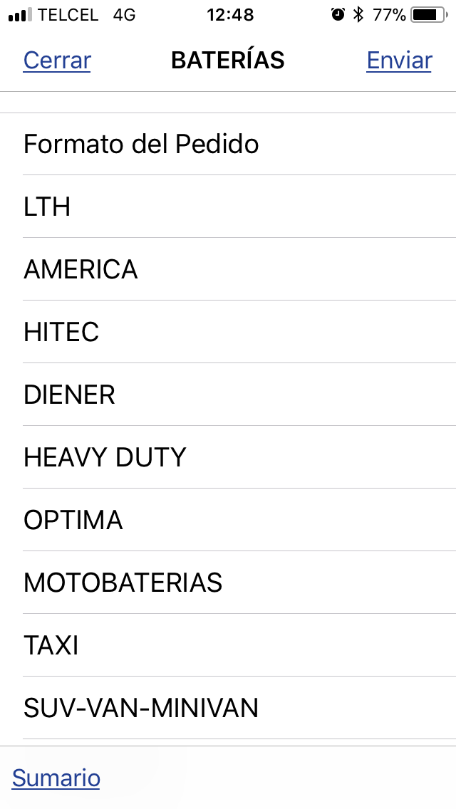 TELCEL 4G 12:48 77%
Cerrar BATERÍAS Enviar
Formato del Pedido
LTH
AMERICA
HITEC
DIENER
HEAVY DUTY
OPTIMA
MOTOBATERIAS
TAXI
SUV-VAN-MINIVAN
Sumario